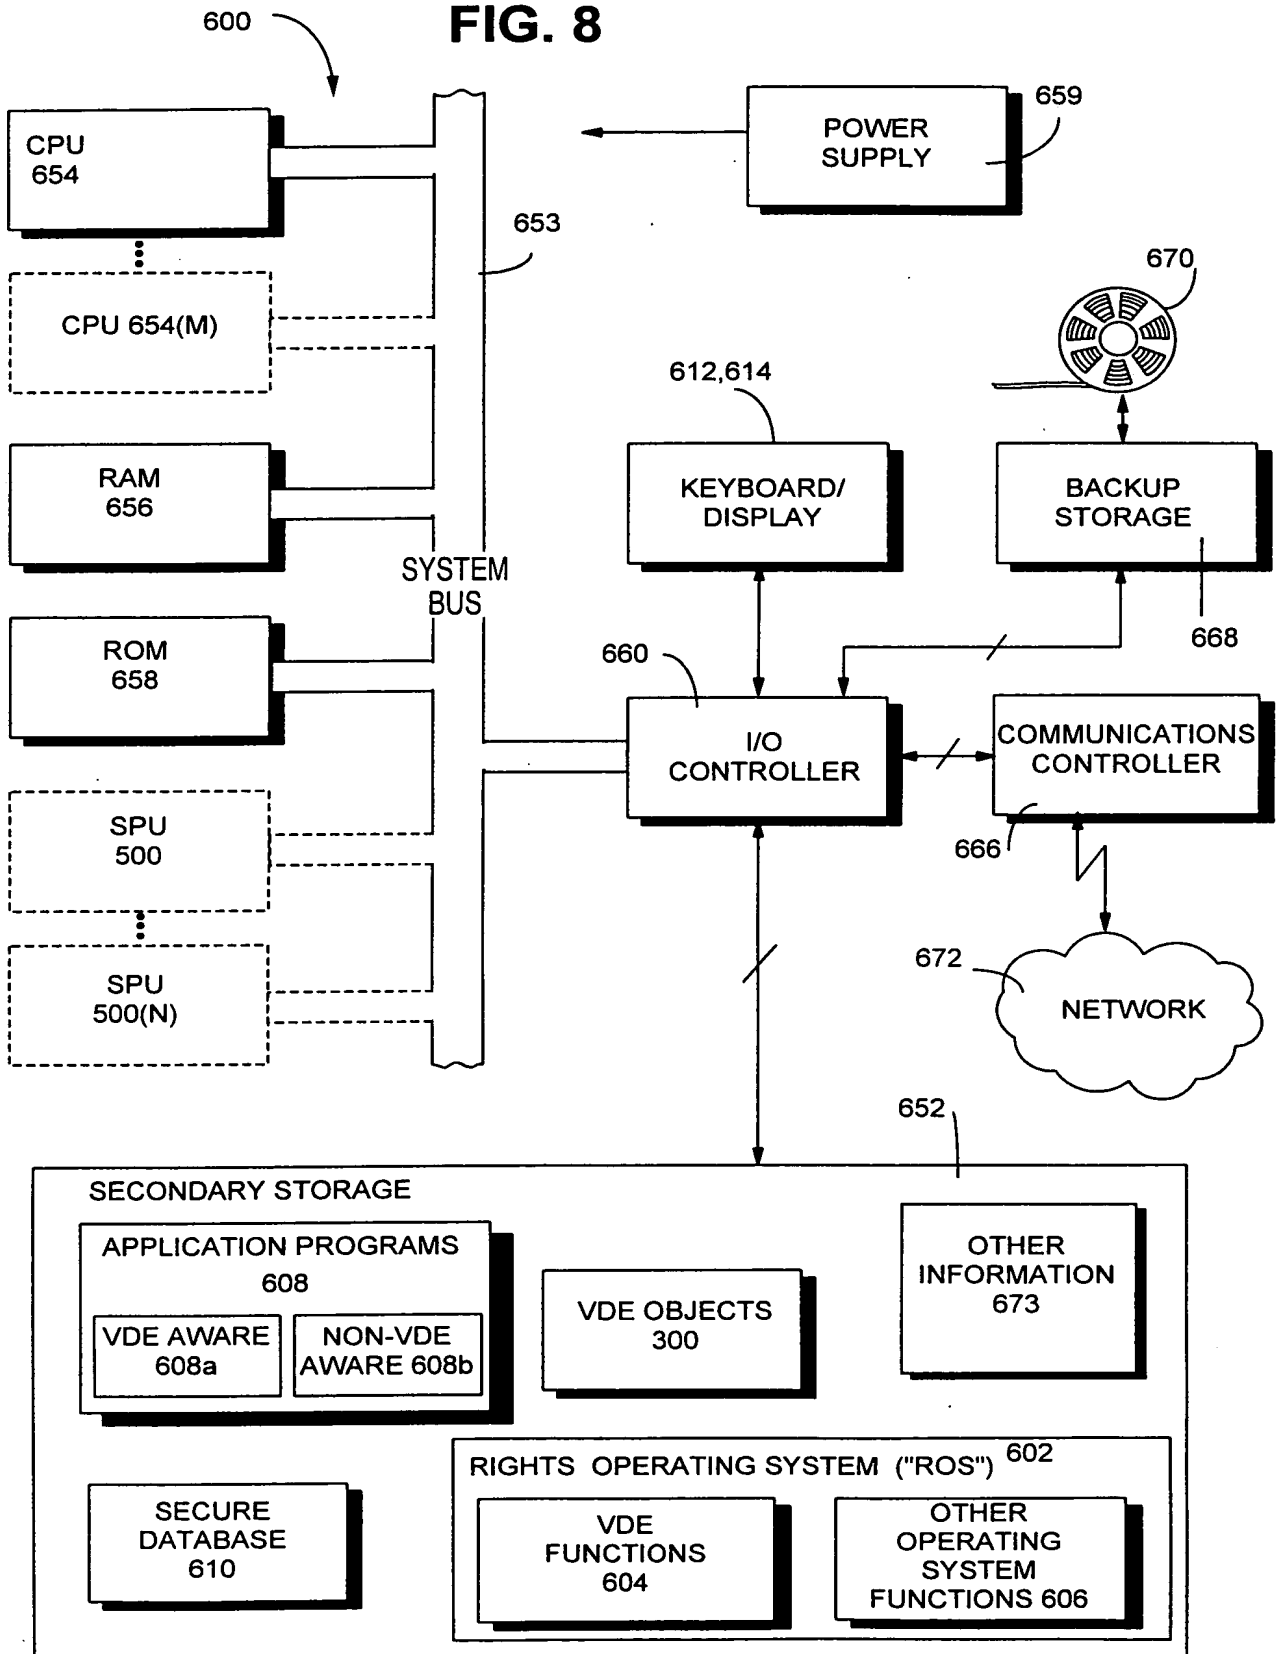 600
FIG. 8
CPU
654
POWER
SUPPLY
659
653
CPU 654(M)
670
612,614
RAM
656
KEYBOARD/
DISPLAY
BACKUP
STORAGE
668
SYSTEM
BUS
ROM
658
660
I/O
CONTROLLER
COMMUNICATIONS
CONTROLLER
666
SPU
500
SPU
500(N)
672
NETWORK
652
SECONDARY STORAGE
APPLICATION PROGRAMS
608
VDE AWARE
608a
NON-VDE
AWARE 608b
VDE OBJECTS
300
OTHER
INFORMATION
673
SECURE
DATABASE
610
RIGHTS OPERATING SYSTEM ("ROS") 602
VDE
FUNCTIONS
604
OTHER
OPERATING
SYSTEM
FUNCTIONS 606